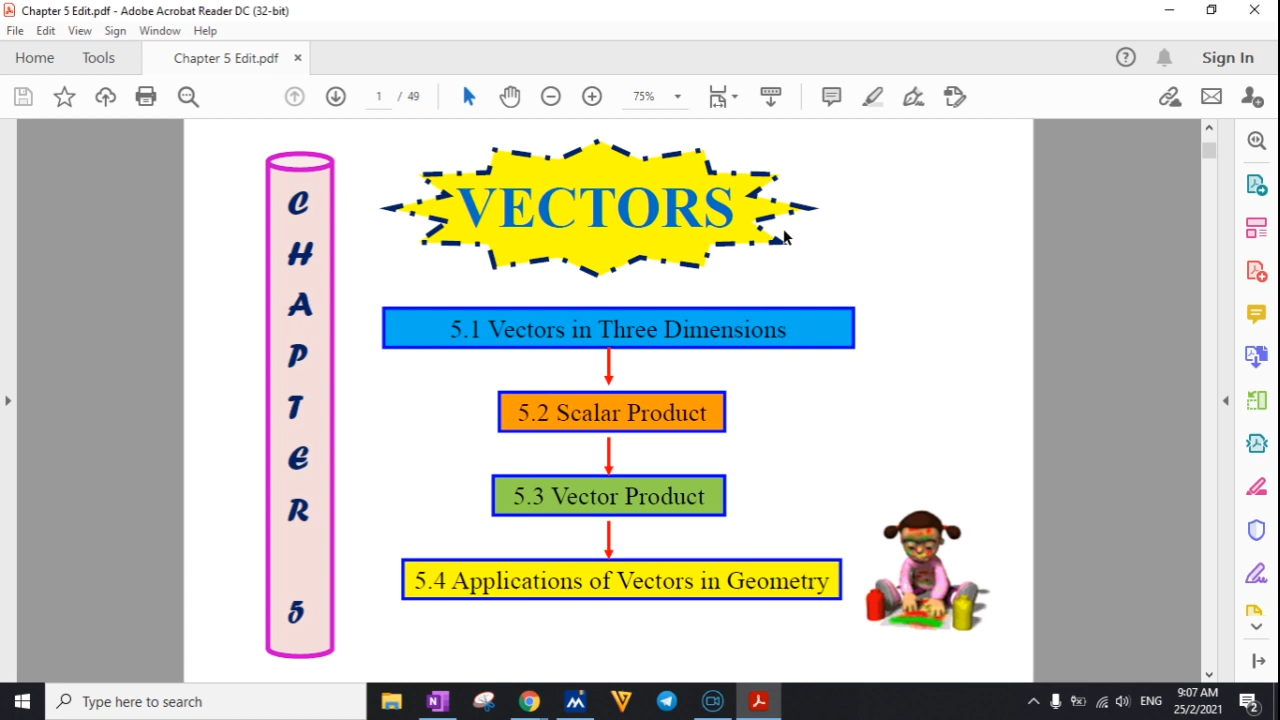 Chapter 5 Edit.pdf - Adobe Acrobat Reader DC (32-bit)
File Edit View Sign Window Help
Home Tools Chapter 5 Edit.pdf × Sign In
1 / 49 75%
CHAPTER 5
VECTORS
5.1 Vectors in Three Dimensions
5.2 Scalar Product
5.3 Vector Product
5.4 Applications of Vectors in Geometry
Type here to search
ENG
9:07 AM
25/2/2021
2